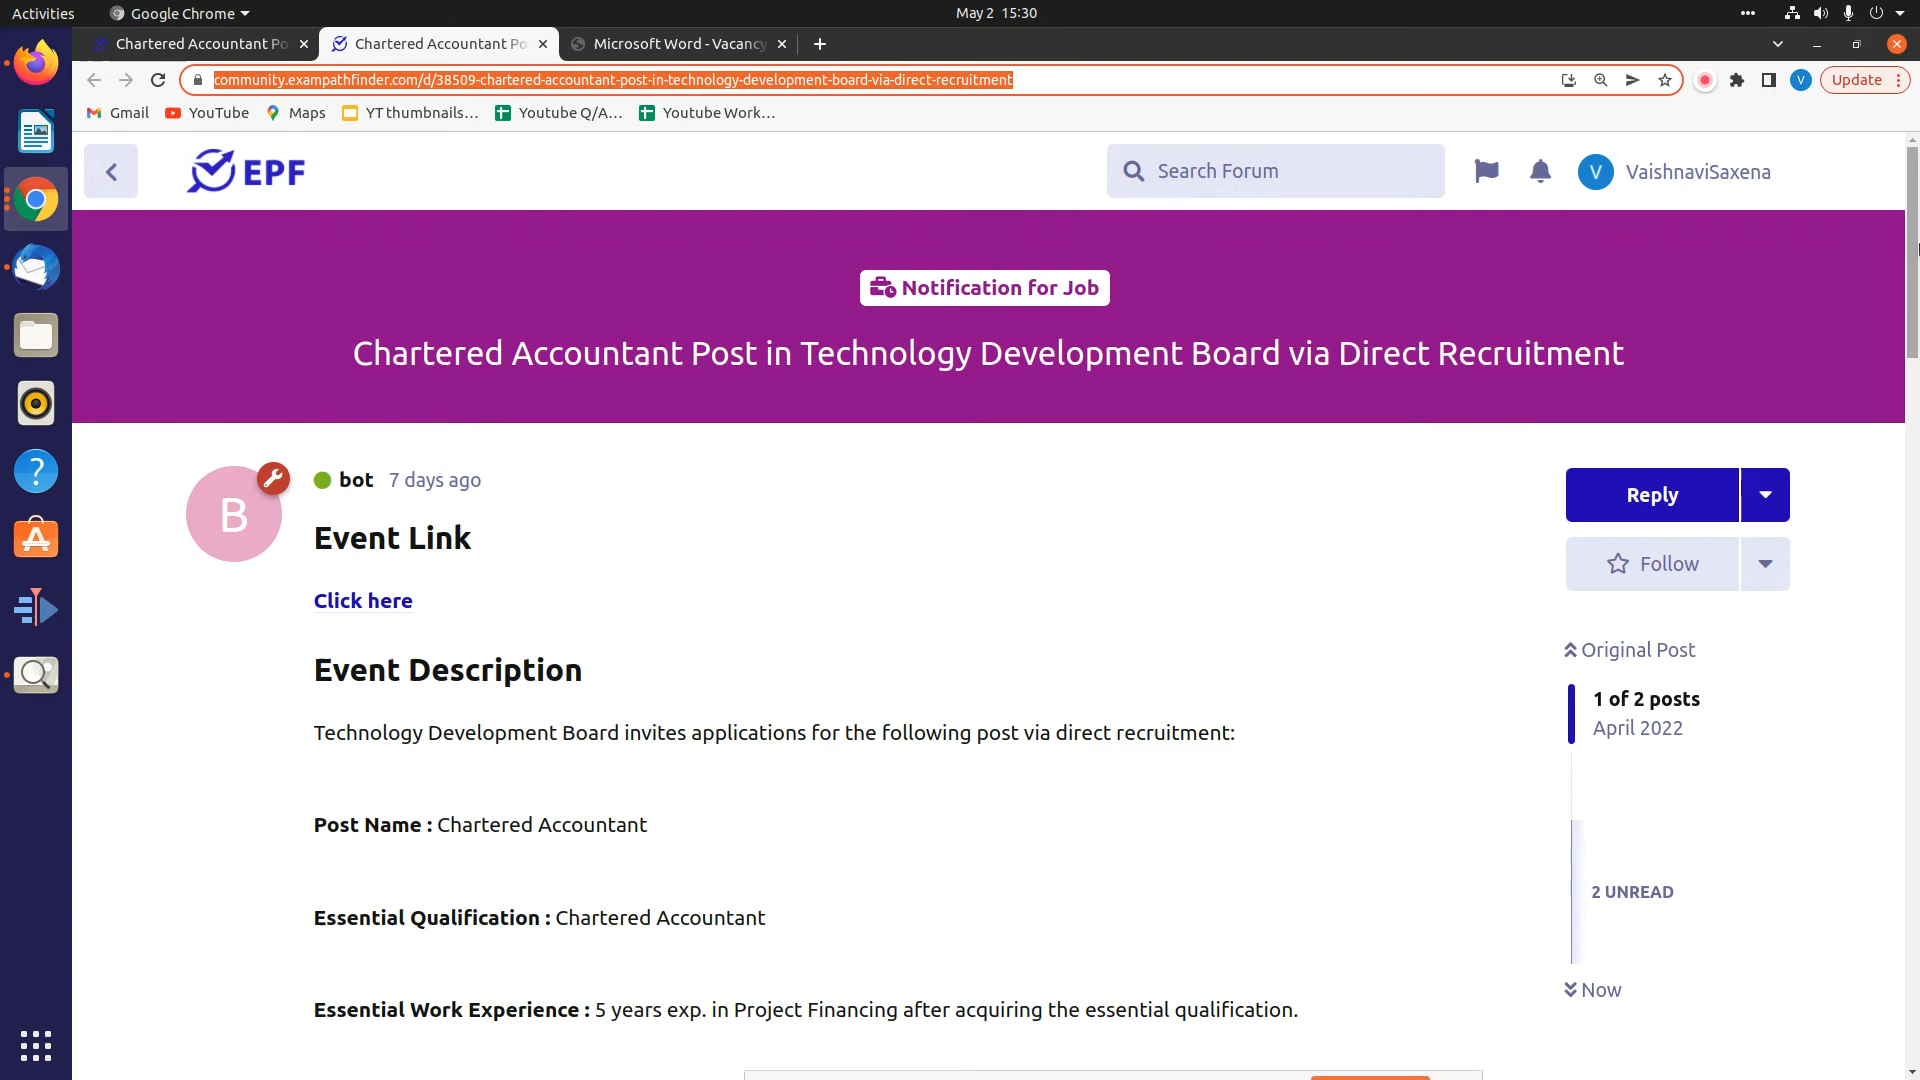 Activities
Google Chrome
May 2 15:30
Chartered Accountant Po
Chartered Accountant Po
Microsoft Word - Vacancy
community.exampathfinder.com/d/38509-chartered-accountant-post-in-technology-development-board-via-direct-recruitment
V
Update
Gmail
YouTube
Maps
YT thumbnails...
Youtube Q/A...
Youtube Work...
EPF
Search Forum
V
VaishnaviSaxena
Notification for Job
Chartered Accountant Post in Technology Development Board via Direct Recruitment
B
bot 7 days ago
Reply
Event Link
Follow
Click here
Original Post
Event Description
1 of 2 posts
April 2022
Technology Development Board invites applications for the following post via direct recruitment:
Post Name : Chartered Accountant
2 UNREAD
Essential Qualification : Chartered Accountant
Now
Essential Work Experience : 5 years exp. in Project Financing after acquiring the essential qualification.